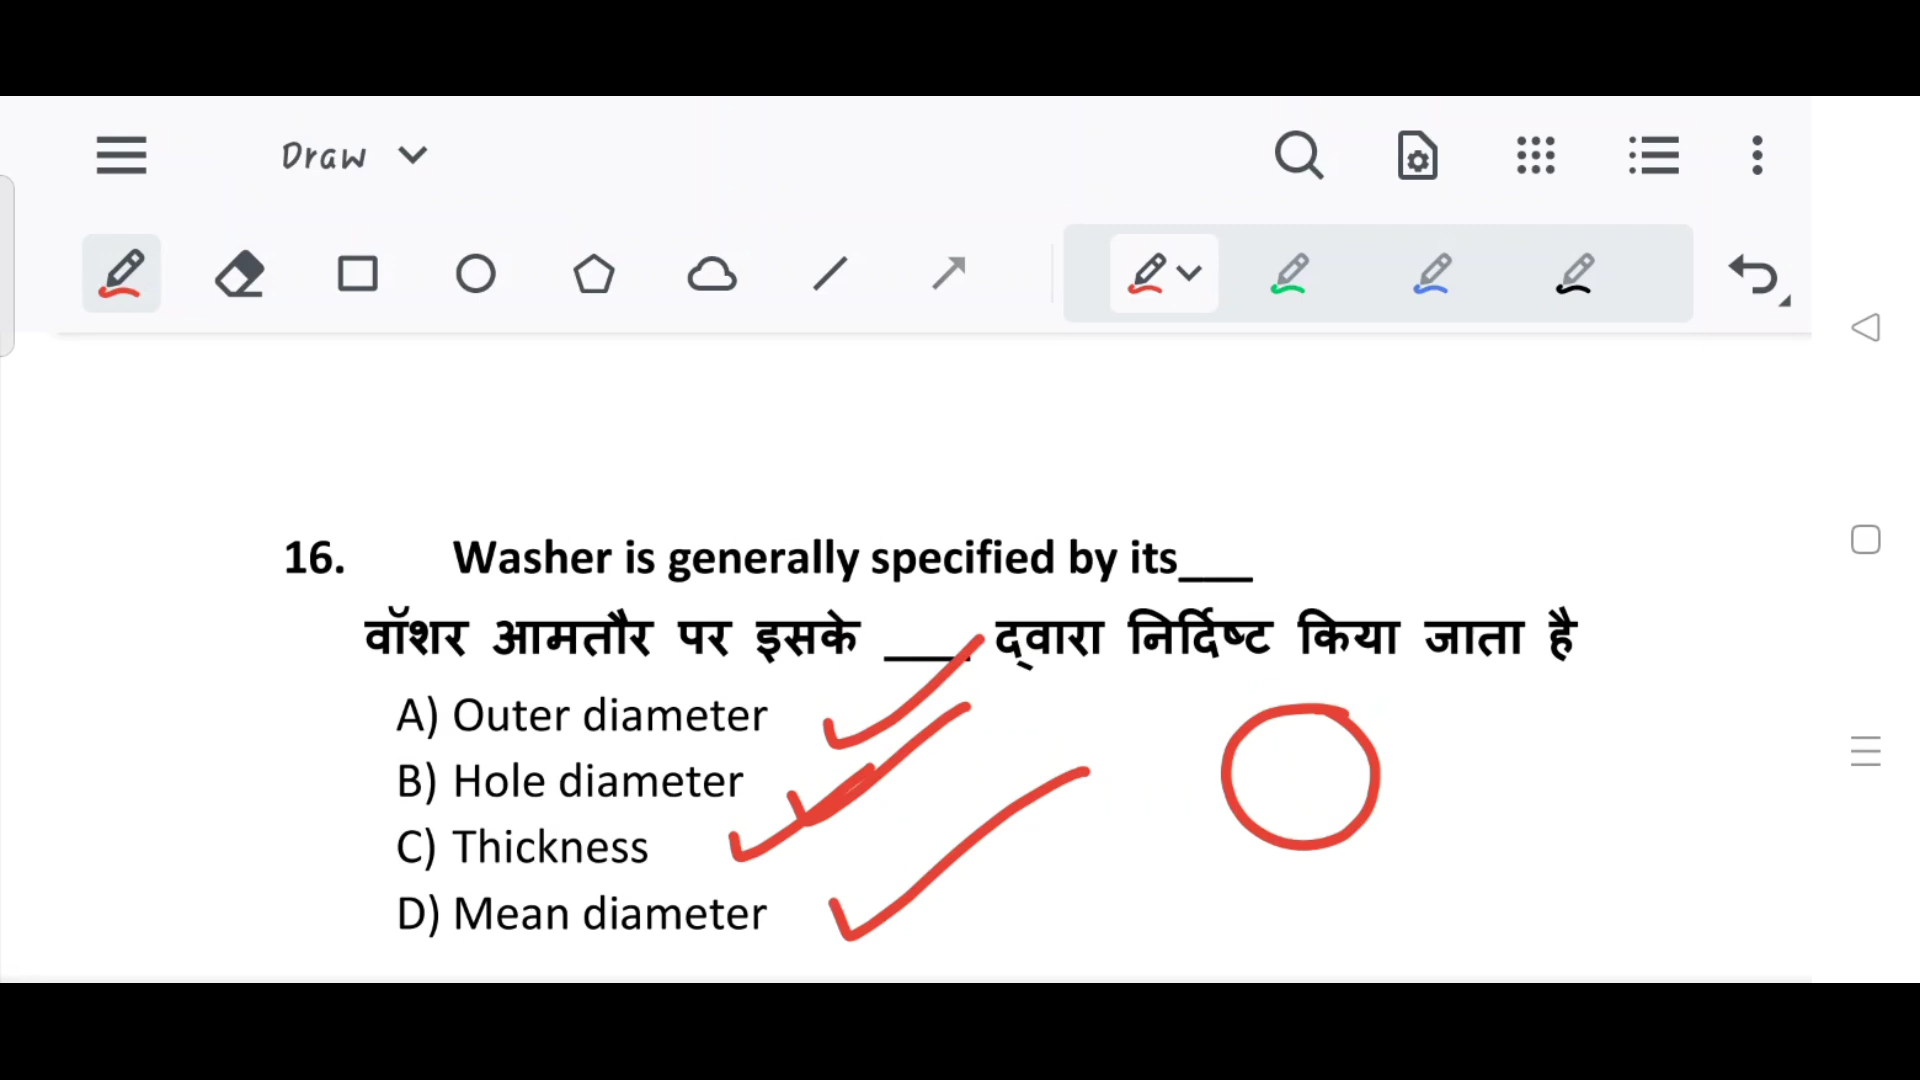 Draw
16. Washer is generally specified by its___
वॉशर आमतौर पर इसके ____ द्वारा निर्दिष्ट किया जाता है
A) Outer diameter
B) Hole diameter
C) Thickness
D) Mean diameter